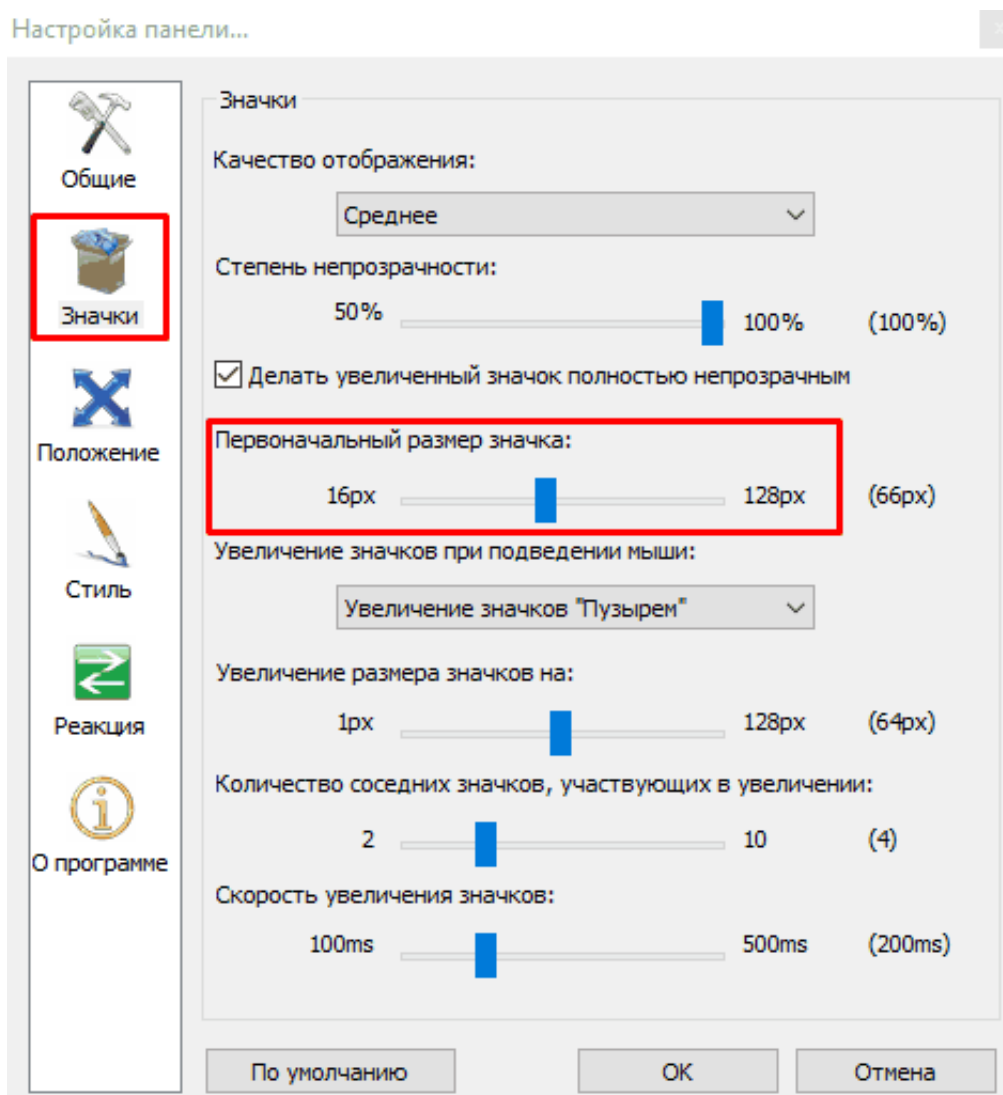 Настройка панели...
Общие
Значки
Положение
Стиль
Реакция
О программе
Значки
Качество отображения:
Среднее
Степень непрозрачности:
50% 100% (100%)
Делать увеличенный значок полностью непрозрачным
Первоначальный размер значка:
16px 128px (66px)
Увеличение значков при подведении мыши:
Увеличение значков "Пузырем"
Увеличение размера значков на:
1px 128px (64px)
Количество соседних значков, участвующих в увеличении:
2 10 (4)
Скорость увеличения значков:
100ms 500ms (200ms)
По умолчанию OK Отмена